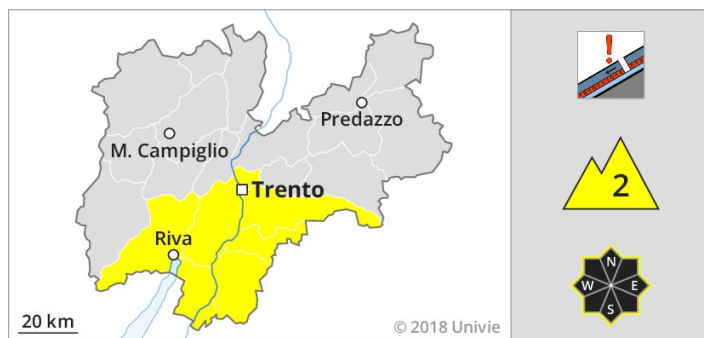 Predazzo
M. Campiglio
Trento
Riva
20 km
© 2018 Univie
!
2
N
W E
S